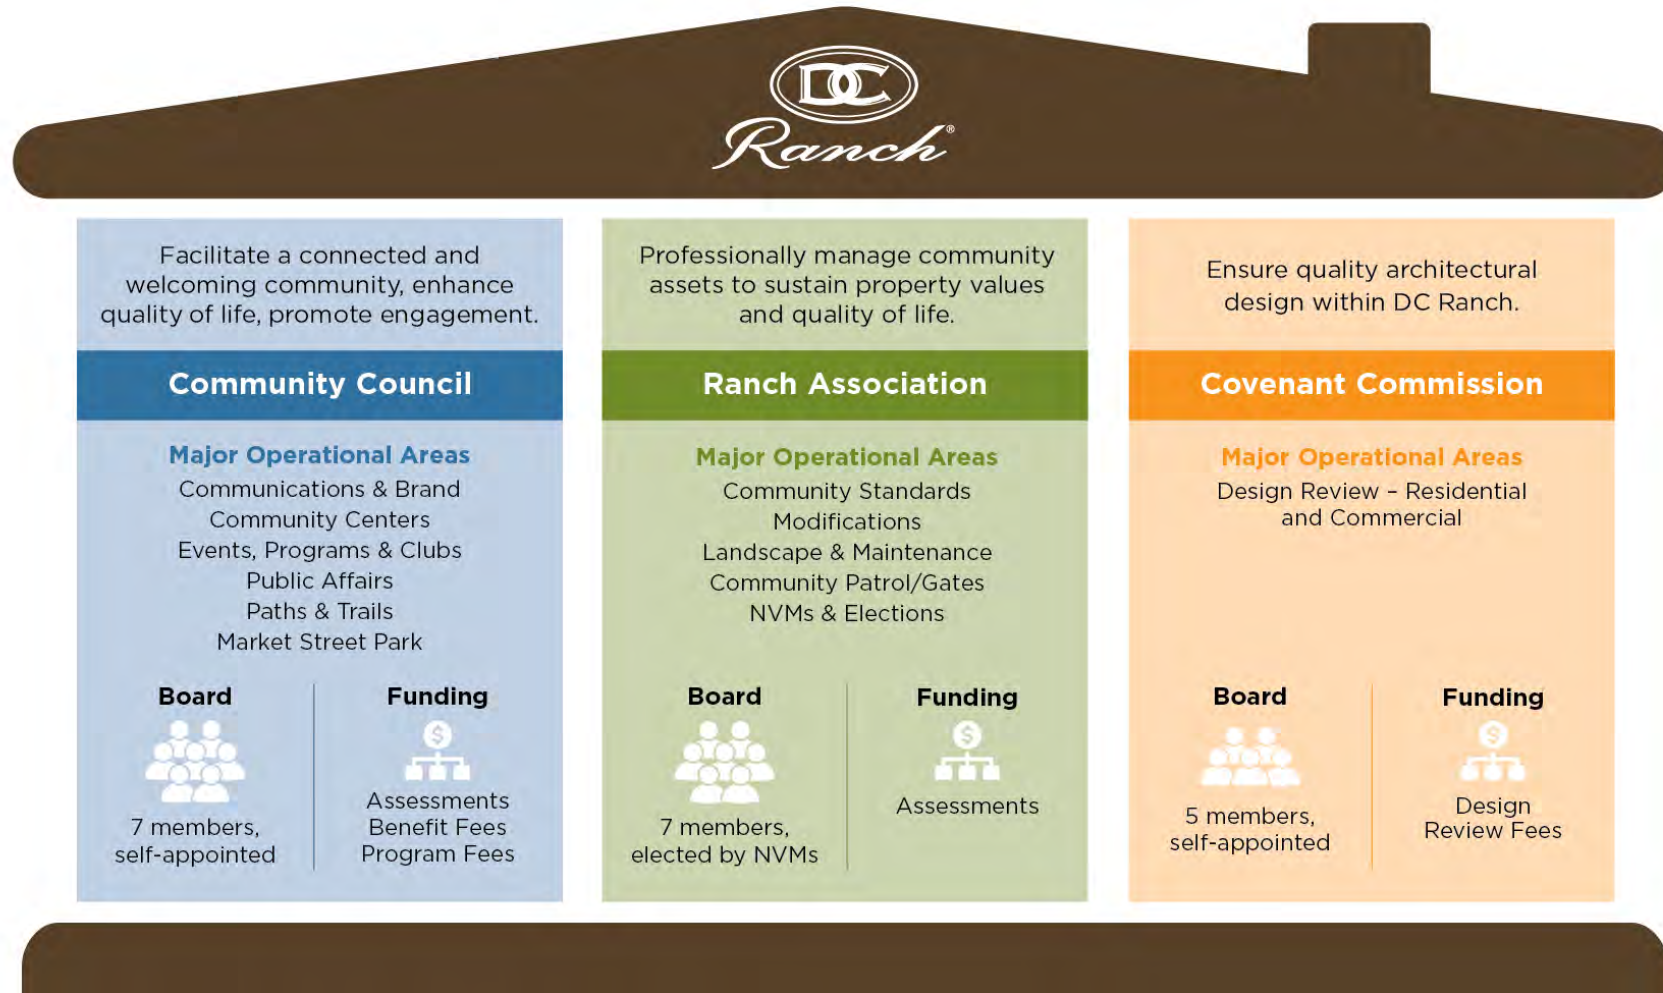 DC
Ranch®
Facilitate a connected and
welcoming community, enhance
quality of life, promote engagement.
Community Council
Major Operational Areas
Communications & Brand
Community Centers
Events, Programs & Clubs
Public Affairs
Paths & Trails
Market Street Park
Board
7 members,
self-appointed
Funding
$
Assessments
Benefit Fees
Program Fees
Professionally manage community
assets to sustain property values
and quality of life.
Ranch Association
Major Operational Areas
Community Standards
Modifications
Landscape & Maintenance
Community Patrol/Gates
NVMs & Elections
Board
7 members,
elected by NVMs
Funding
$
Assessments
Ensure quality architectural
design within DC Ranch.
Covenant Commission
Major Operational Areas
Design Review – Residential
and Commercial
Board
5 members,
self-appointed
Funding
$
Design
Review Fees